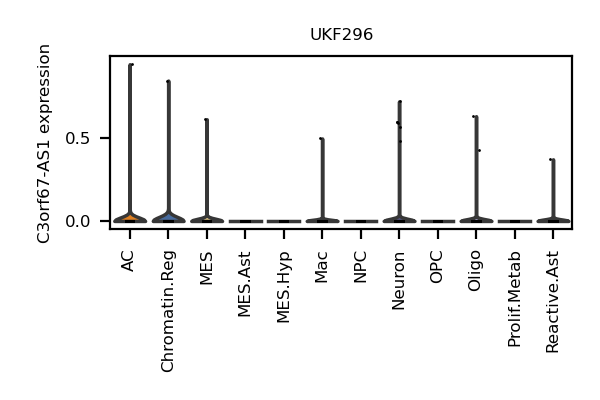 UKF296
C3orf67-AS1 expression
0.5
0.0
AC
Chromatin.Reg
MES
MES.Ast
MES.Hyp
Mac
NPC
Neuron
OPC
Oligo
Prolif.Metab
Reactive.Ast